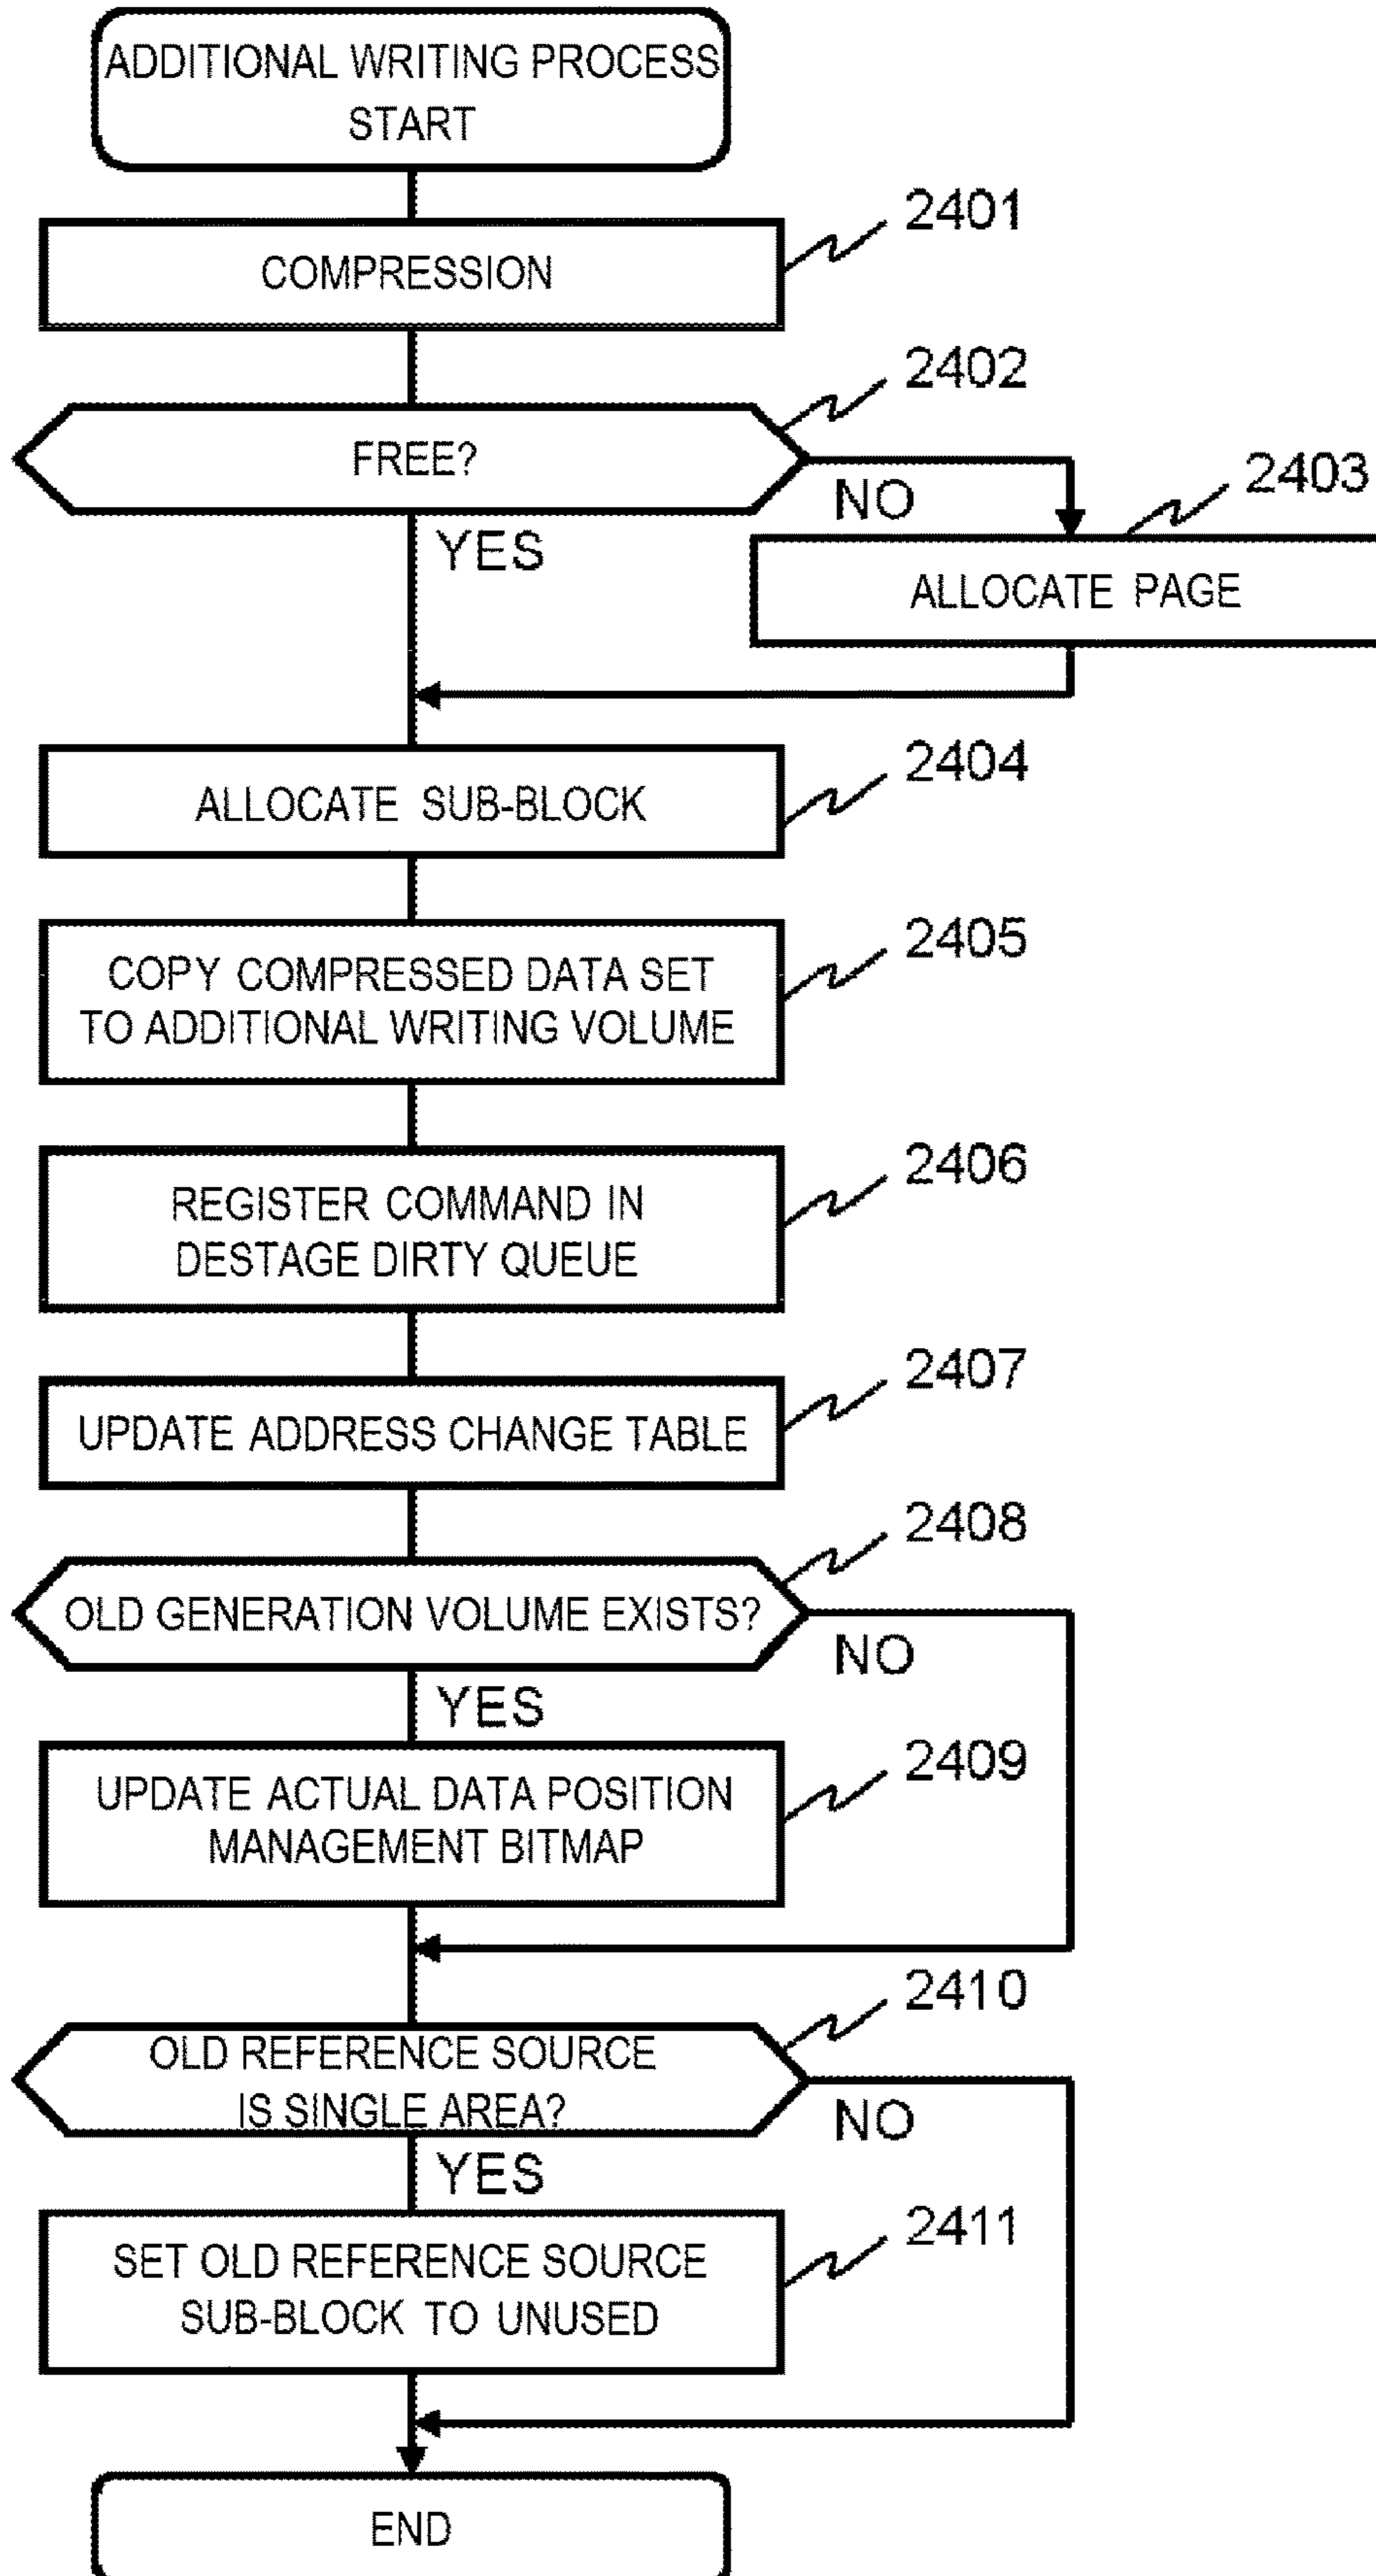 ADDITIONAL WRITING PROCESS
START
2401
COMPRESSION
2402
FREE?
NO
2403
YES
ALLOCATE PAGE
2404
ALLOCATE SUB-BLOCK
2405
COPY COMPRESSED DATA SET
TO ADDITIONAL WRITING VOLUME
2406
REGISTER COMMAND IN
DESTAGE DIRTY QUEUE
2407
UPDATE ADDRESS CHANGE TABLE
2408
OLD GENERATION VOLUME EXISTS?
NO
YES
2409
UPDATE ACTUAL DATA POSITION
MANAGEMENT BITMAP
2410
OLD REFERENCE SOURCE
IS SINGLE AREA?
NO
YES
2411
SET OLD REFERENCE SOURCE
SUB-BLOCK TO UNUSED
END